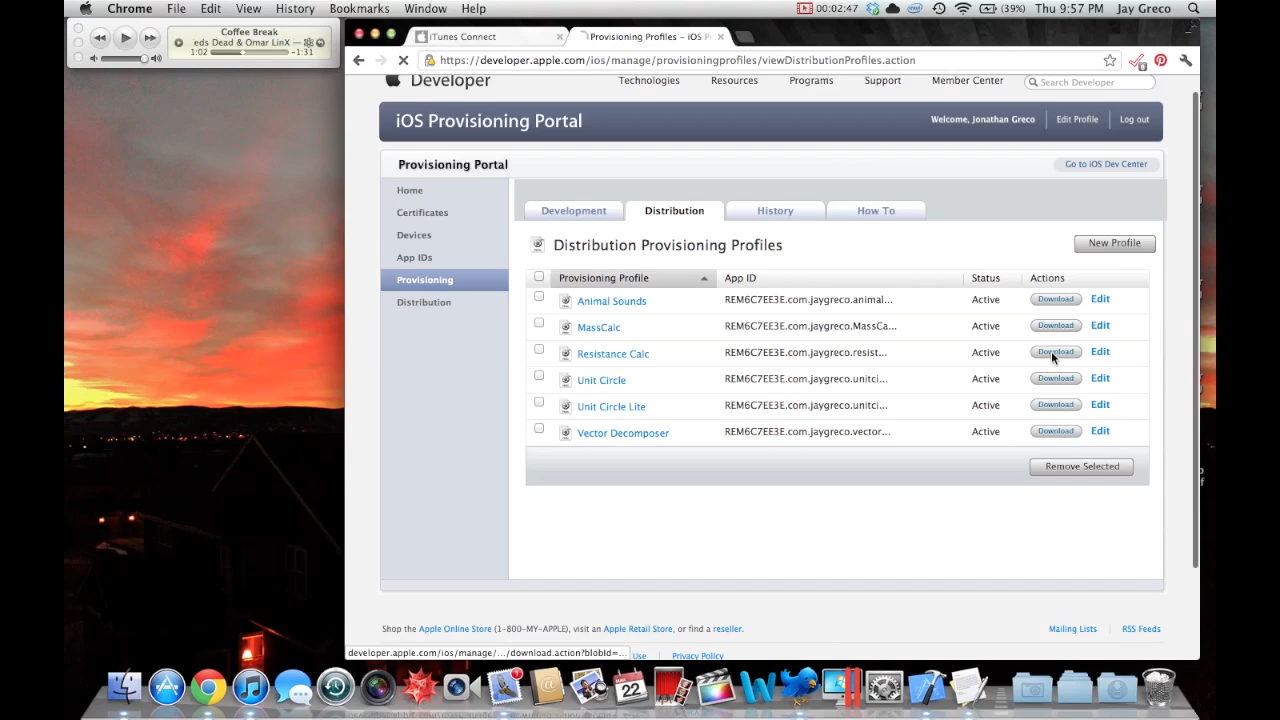 Chrome File Edit View History Bookmarks Window Help 00:02:47 (39%) Thu 9:57 PM Jay Greco
Coffee Break
eds Dead & Omar LinX —
1:02 -1:31
iTunes Connect
Provisioning Profiles – iOS P
https://developer.apple.com/ios/manage/provisioningprofiles/viewDistributionProfiles.action
Developer Technologies Resources Programs Support Member Center Search Developer
iOS Provisioning Portal Welcome, Jonathan Greco Edit Profile Log out
Provisioning Portal Go to iOS Dev Center
Home
Certificates
Devices
App IDs
Provisioning
Distribution
Development Distribution History How To
Distribution Provisioning Profiles New Profile
Provisioning Profile App ID Status Actions
Animal Sounds REM6C7EE3E.com.jaygreco.animal... Active Download Edit
MassCalc REM6C7EE3E.com.jaygreco.MassCa... Active Download Edit
Resistance Calc REM6C7EE3E.com.jaygreco.resist... Active Download Edit
Unit Circle REM6C7EE3E.com.jaygreco.unitci... Active Download Edit
Unit Circle Lite REM6C7EE3E.com.jaygreco.unitci... Active Download Edit
Vector Decomposer REM6C7EE3E.com.jaygreco.vector... Active Download Edit
Remove Selected
Shop the Apple Online Store (1-800-MY-APPLE), visit an Apple Retail Store, or find a reseller. Mailing Lists RSS Feeds
developer.apple.com/ios/manage/.../download.action?blobId=... Use Privacy Policy
22